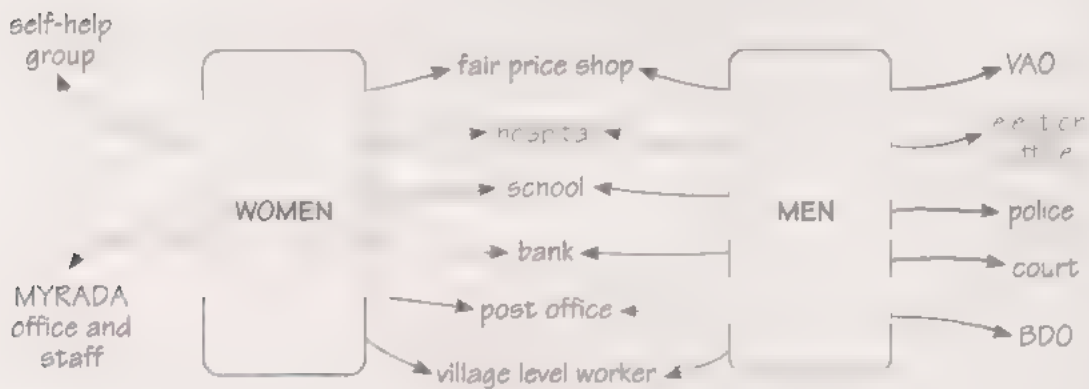 self-help
group
WOMEN
MYRADA
office and
staff
fair price shop
school
bank
post office
village level worker
MEN
VAO
police
court
BDO